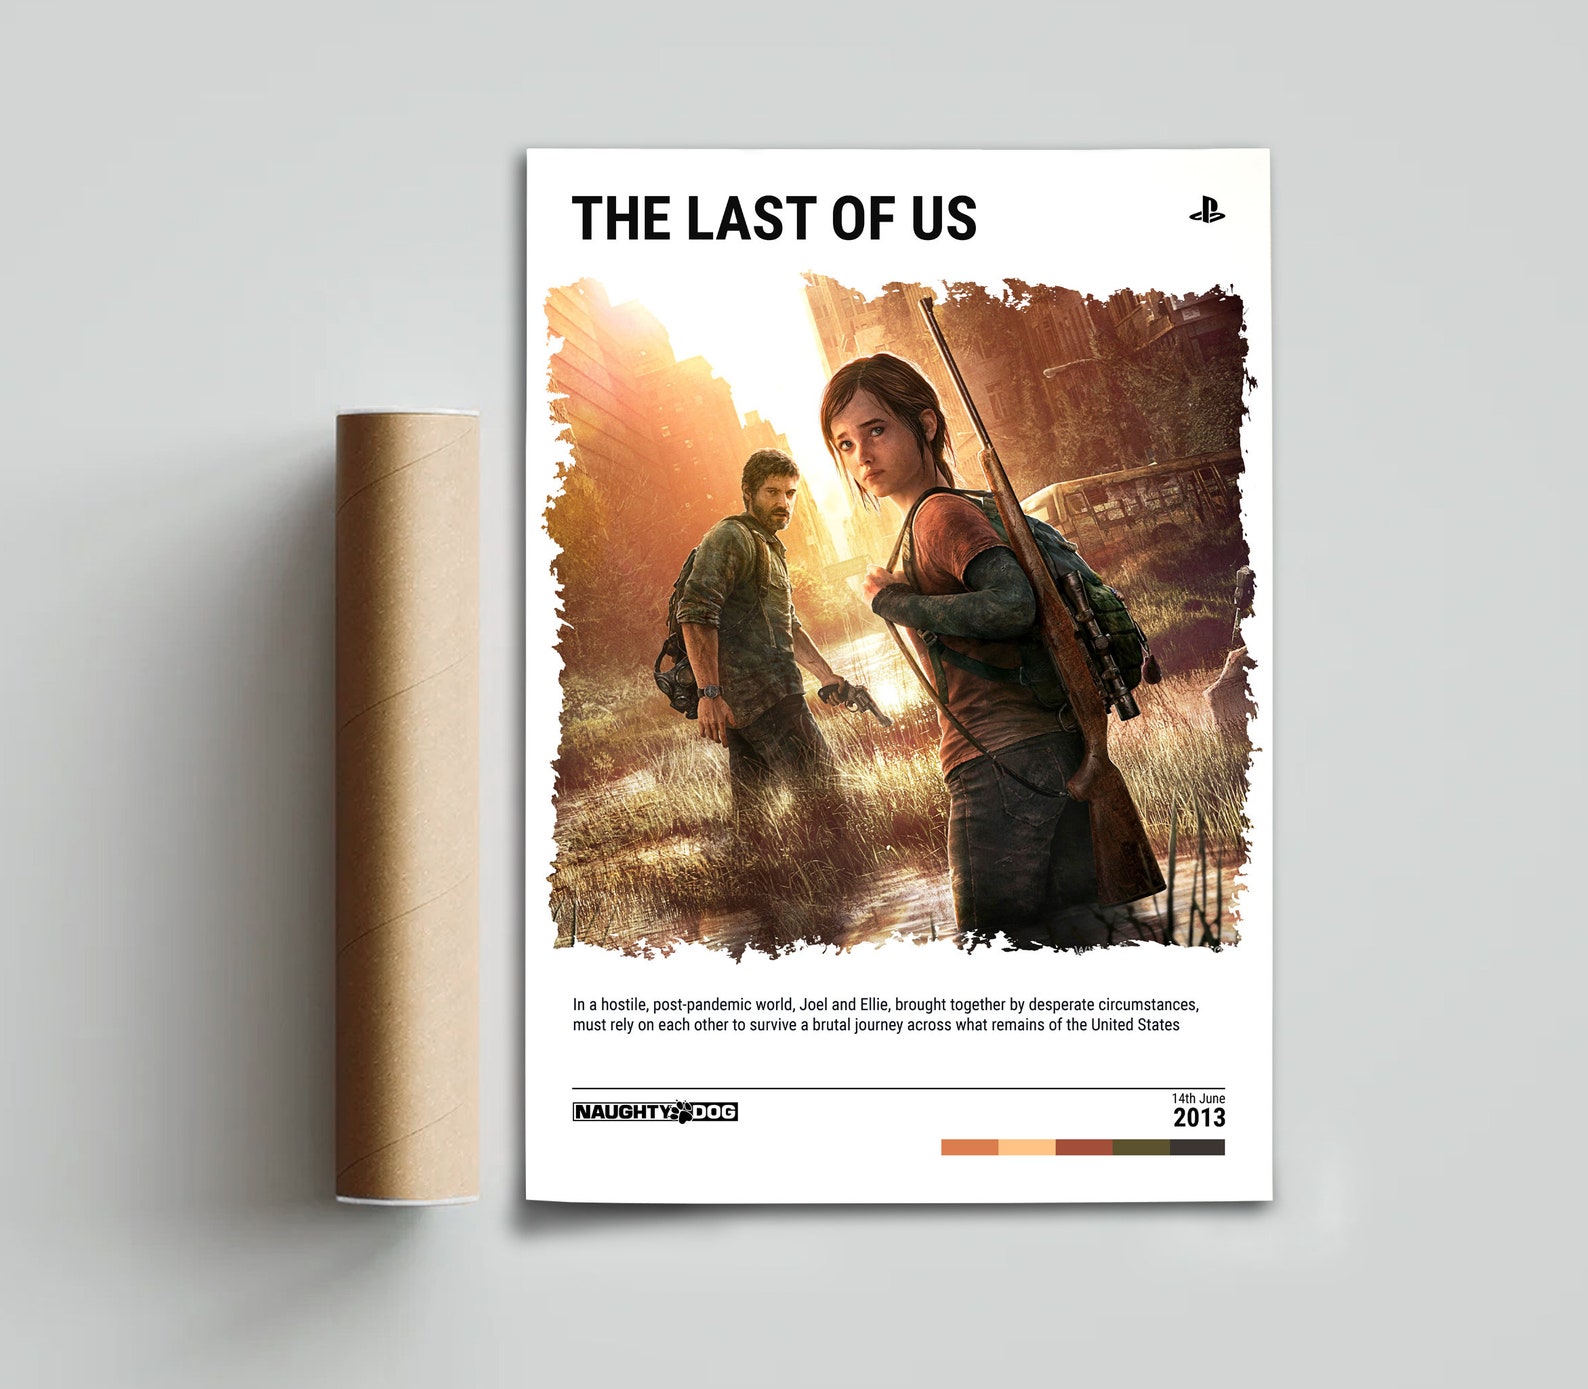 THE LAST OF US
In a hostile, post-pandemic world, Joel and Ellie, brought together by desperate circumstances,
must rely on each other to survive a brutal journey across what remains of the United States
NAUGHTY DOG
14th June
2013